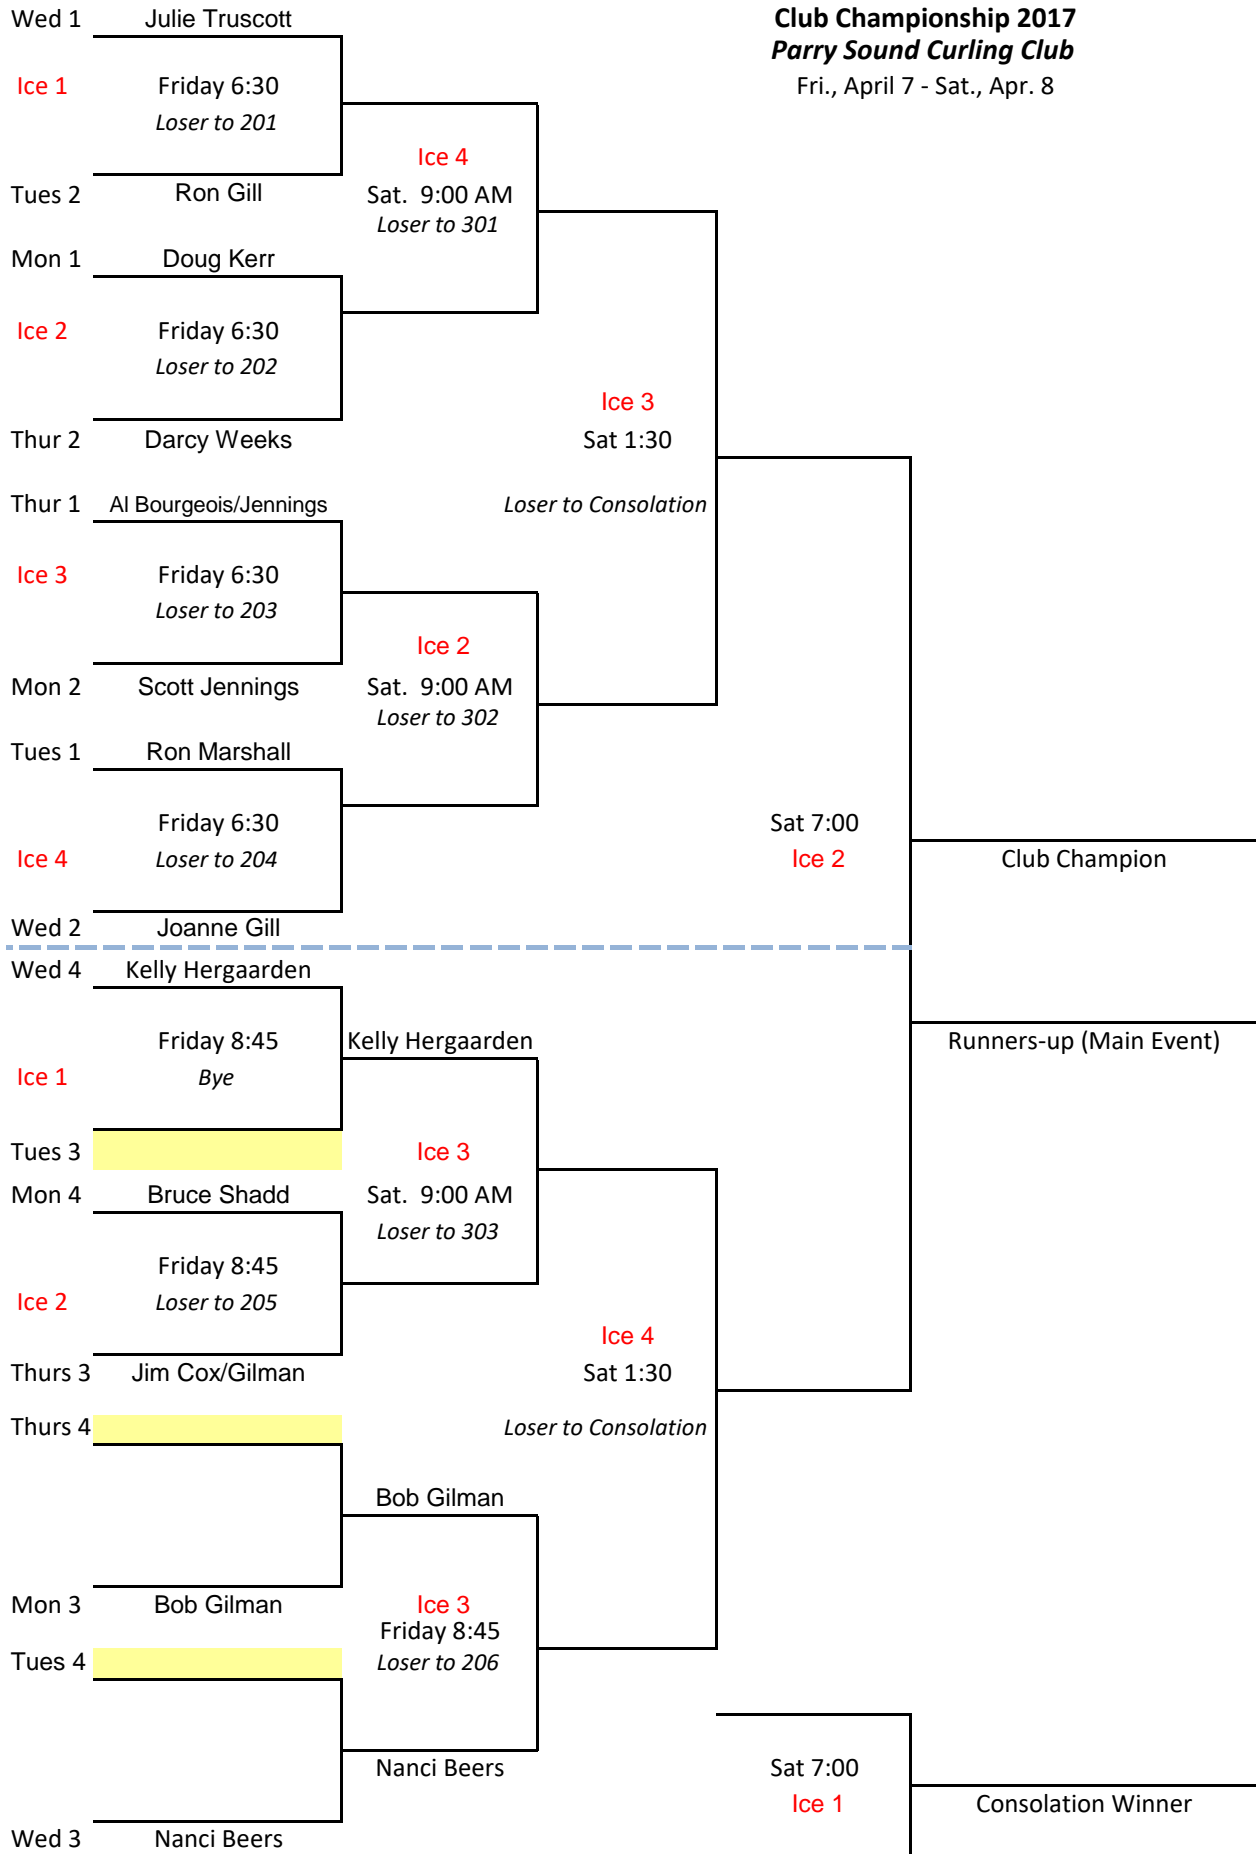 Wed 1 Julie Truscott Club Championship 2017
Parry Sound Curling Club
Ice 1 Friday 6:30 Fri., April 7 - Sat., Apr. 8
Loser to 201
Ice 4
Tues 2 Ron Gill Sat. 9:00 AM
Loser to 301
Mon 1 Doug Kerr
Ice 2 Friday 6:30
Loser to 202
Ice 3
Thur 2 Darcy Weeks Sat 1:30
Thur 1 Al Bourgeois/Jennings Loser to Consolation
Ice 3 Friday 6:30
Loser to 203
Ice 2
Mon 2 Scott Jennings Sat. 9:00 AM
Loser to 302
Tues 1 Ron Marshall
Friday 6:30 Sat 7:00
Ice 4 Loser to 204 Ice 2 Club Champion
Wed 2 Joanne Gill
Wed 4 Kelly Hergaarden
Friday 8:45 Kelly Hergaarden Runners-up (Main Event)
Ice 1 Bye
Tues 3 Ice 3
Mon 4 Bruce Shadd Sat. 9:00 AM
Loser to 303
Friday 8:45
Ice 2 Loser to 205
Ice 4
Thurs 3 Jim Cox/Gilman Sat 1:30
Thurs 4 Loser to Consolation
Bob Gilman
Mon 3 Bob Gilman Ice 3
Friday 8:45
Tues 4 Loser to 206
Nanci Beers Sat 7:00
Ice 1 Consolation Winner
Wed 3 Nanci Beers